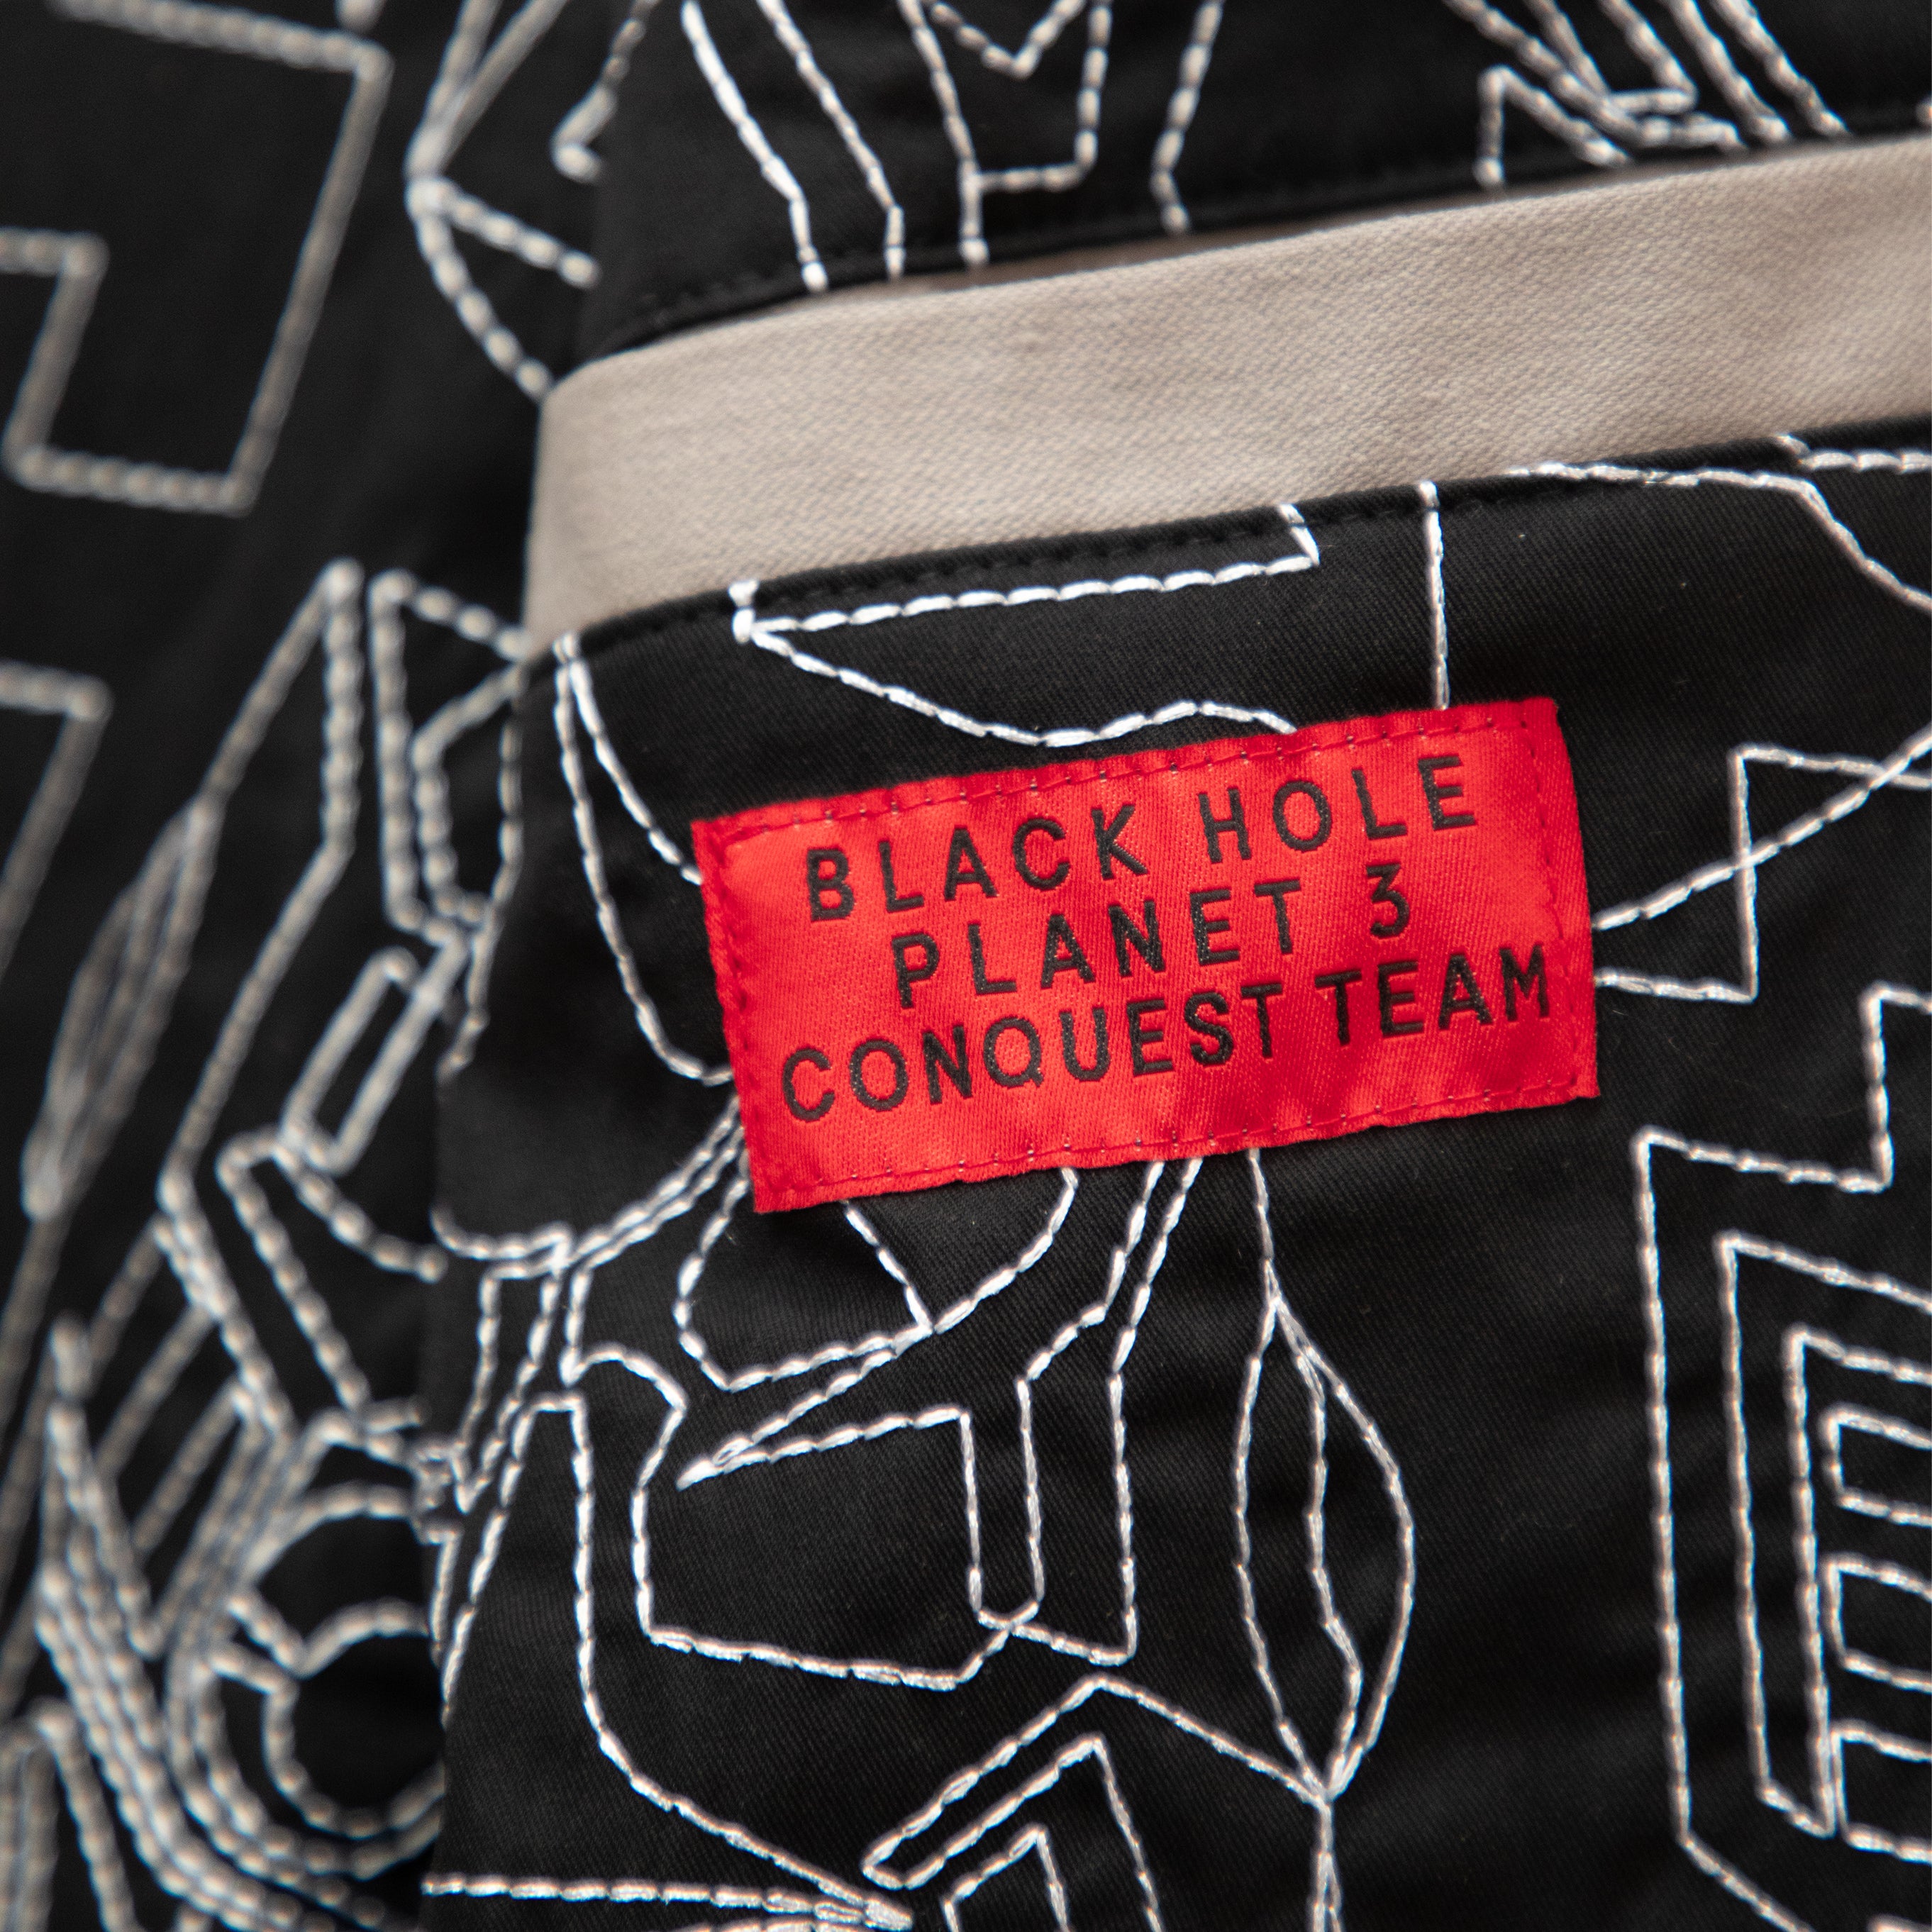 BLACK HOLE
PLANET 3
CONQUEST TEAM